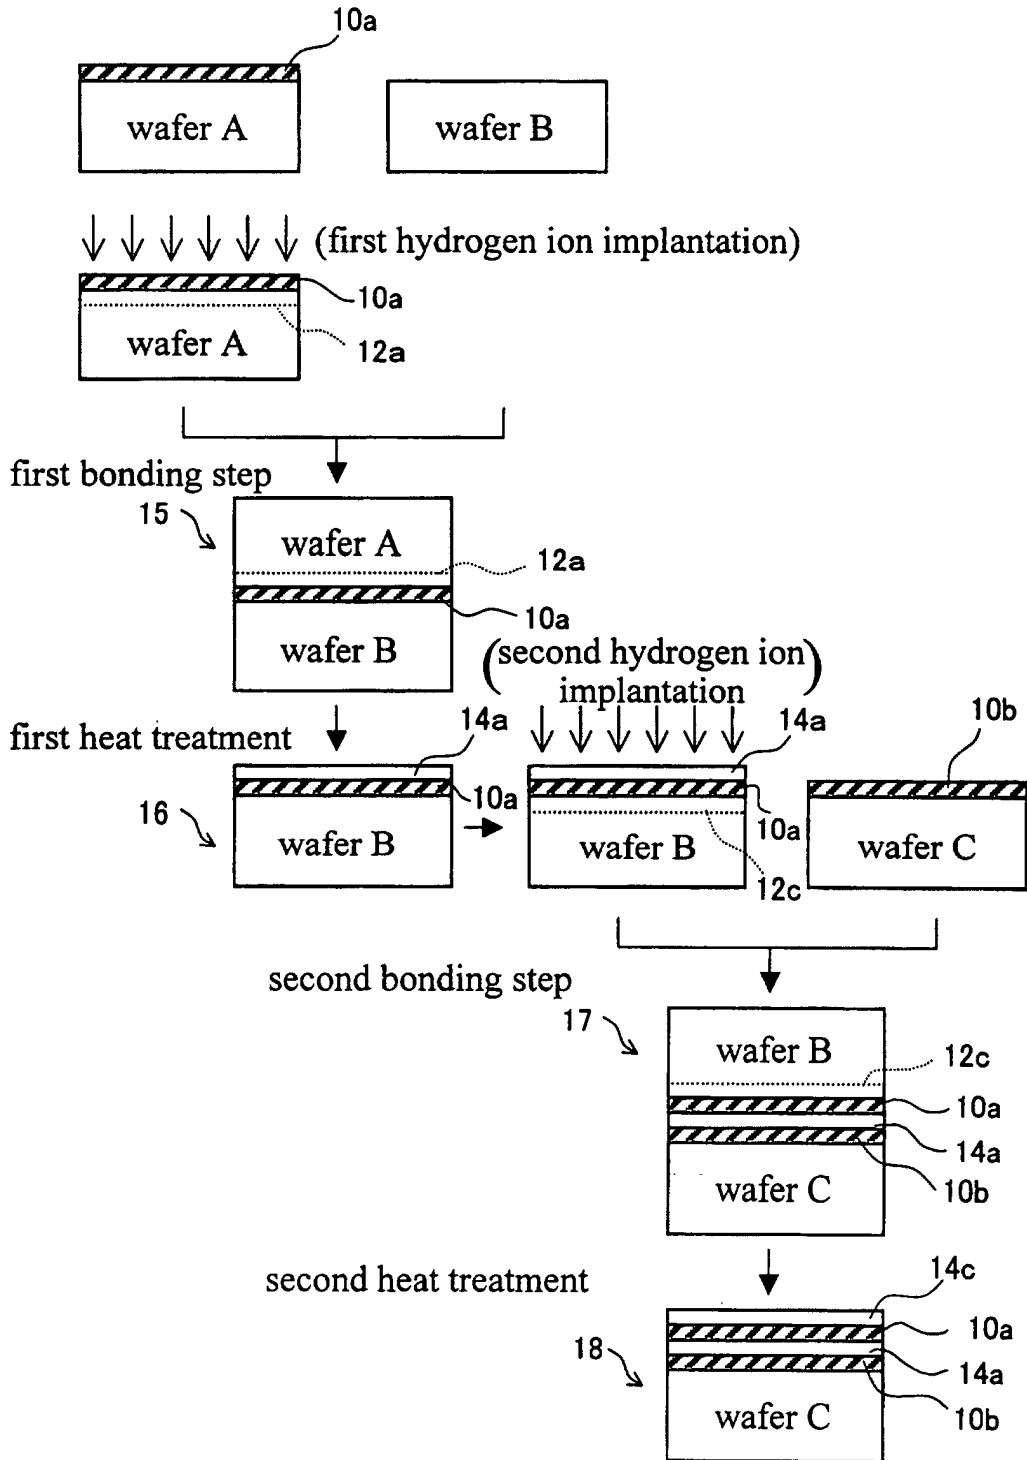 10a
wafer A
wafer B
(first hydrogen ion implantation)
10a
wafer A
12a
first bonding step
15
wafer A
12a
10a
wafer B
(second hydrogen ion)
implantation
first heat treatment
14a
14a
10b
10a
16
wafer B
10a
wafer B
wafer C
12c
second bonding step
17
wafer B
12c
10a
14a
wafer C
10b
second heat treatment
14c
10a
18
14a
10b
wafer C